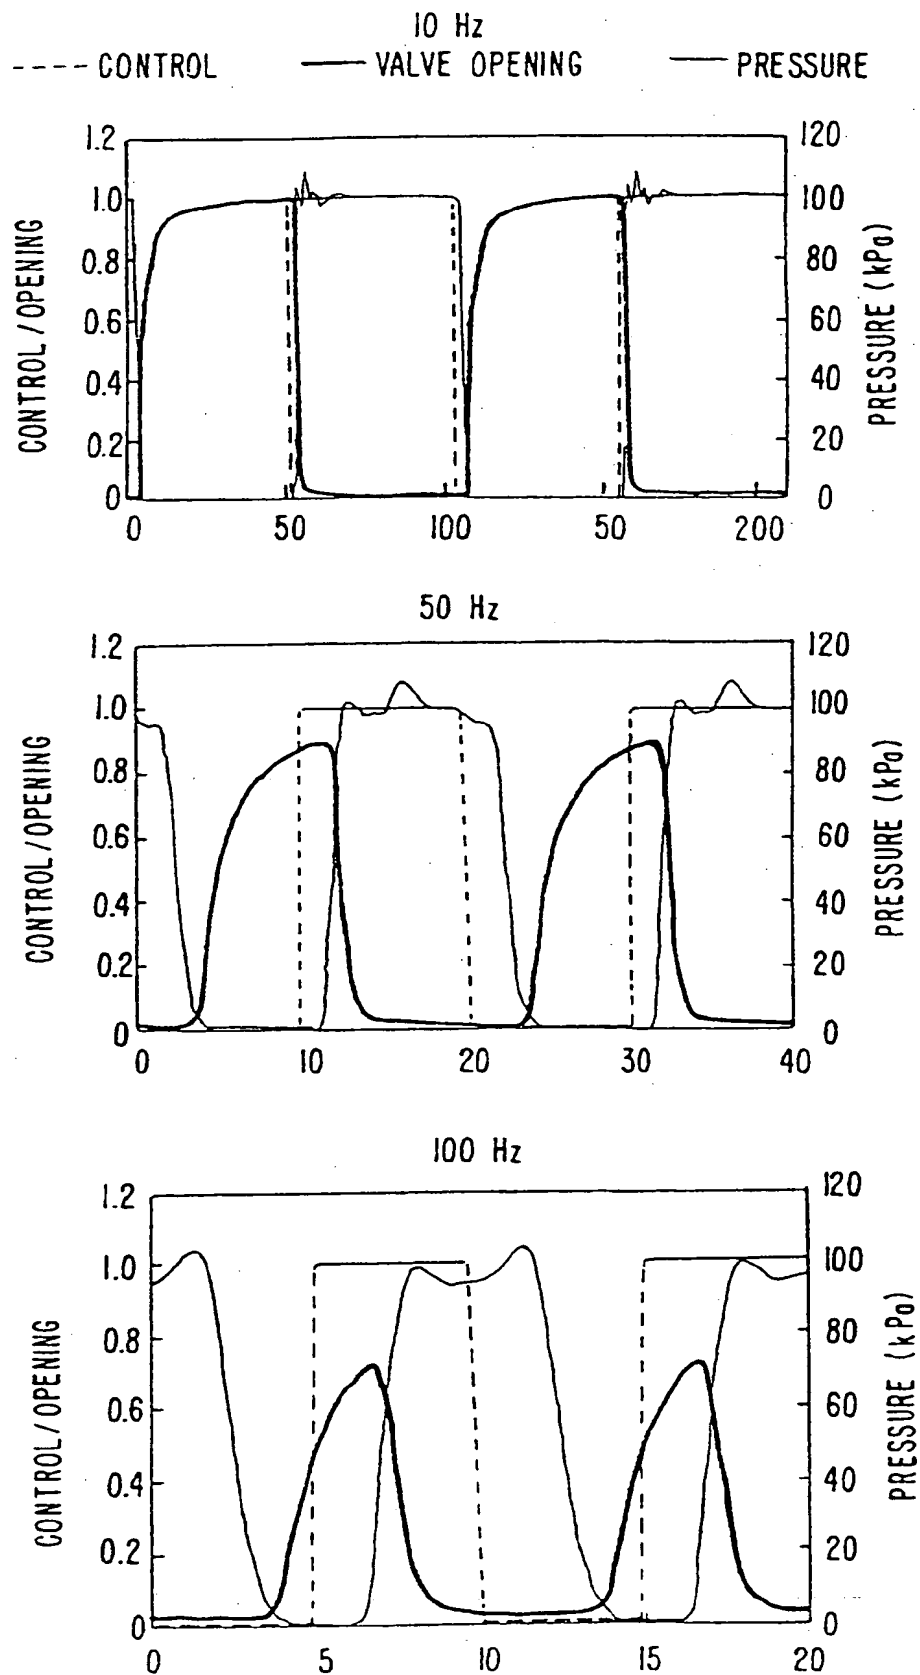 10 Hz
---- CONTROL — VALVE OPENING — PRESSURE
1.2 120
1.0 100
0.8 80
0.6 60
0.4 40
0.2 20
0 0
CONTROL / OPENING
PRESSURE (kPa)
0 50 100 50 200
50 Hz
1.2 120
1.0 100
0.8 80
0.6 60
0.4 40
0.2 20
0 0
CONTROL/OPENING
PRESSURE (kPa)
0 10 20 30 40
100 Hz
1.2 120
1.0 100
0.8 80
0.6 60
0.4 40
0.2 20
0 0
CONTROL/OPENING
PRESSURE (kPa)
0 5 10 15 20